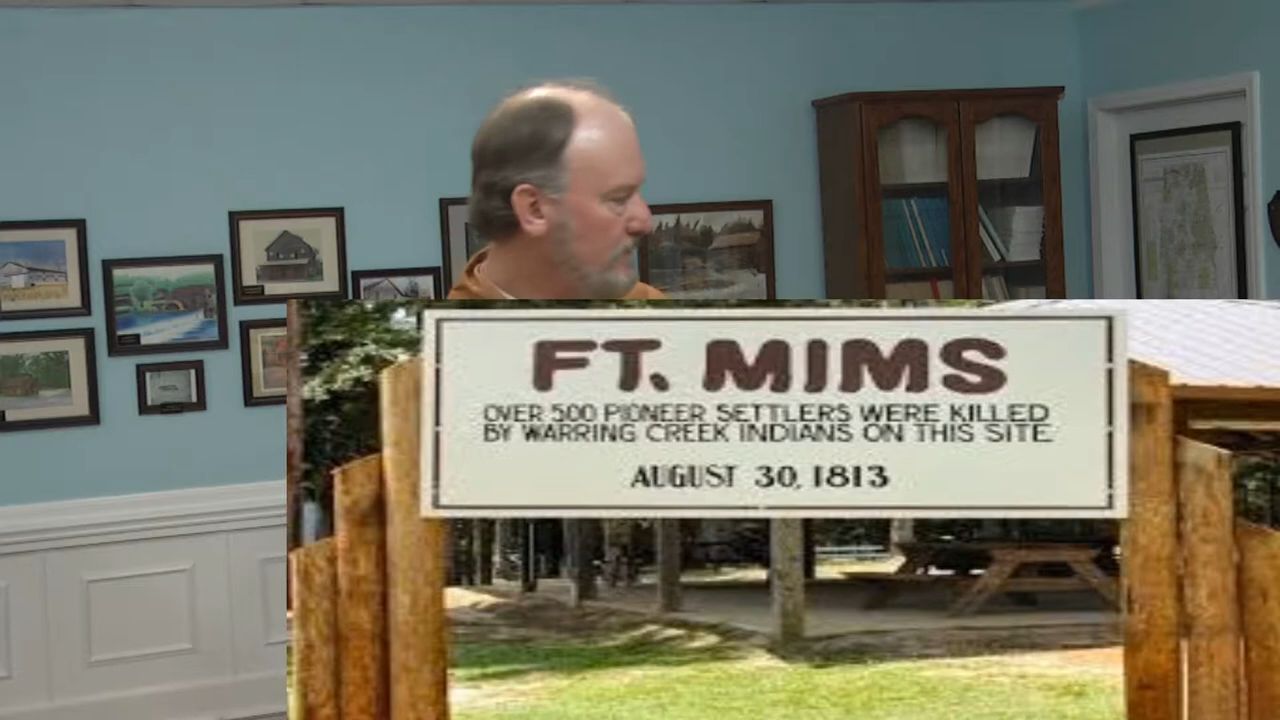 FT. MIMS
OVER 500 PIONEER SETTLERS WERE KILLED
BY WARRING CREEK INDIANS ON THIS SITE
AUGUST 30, 1813